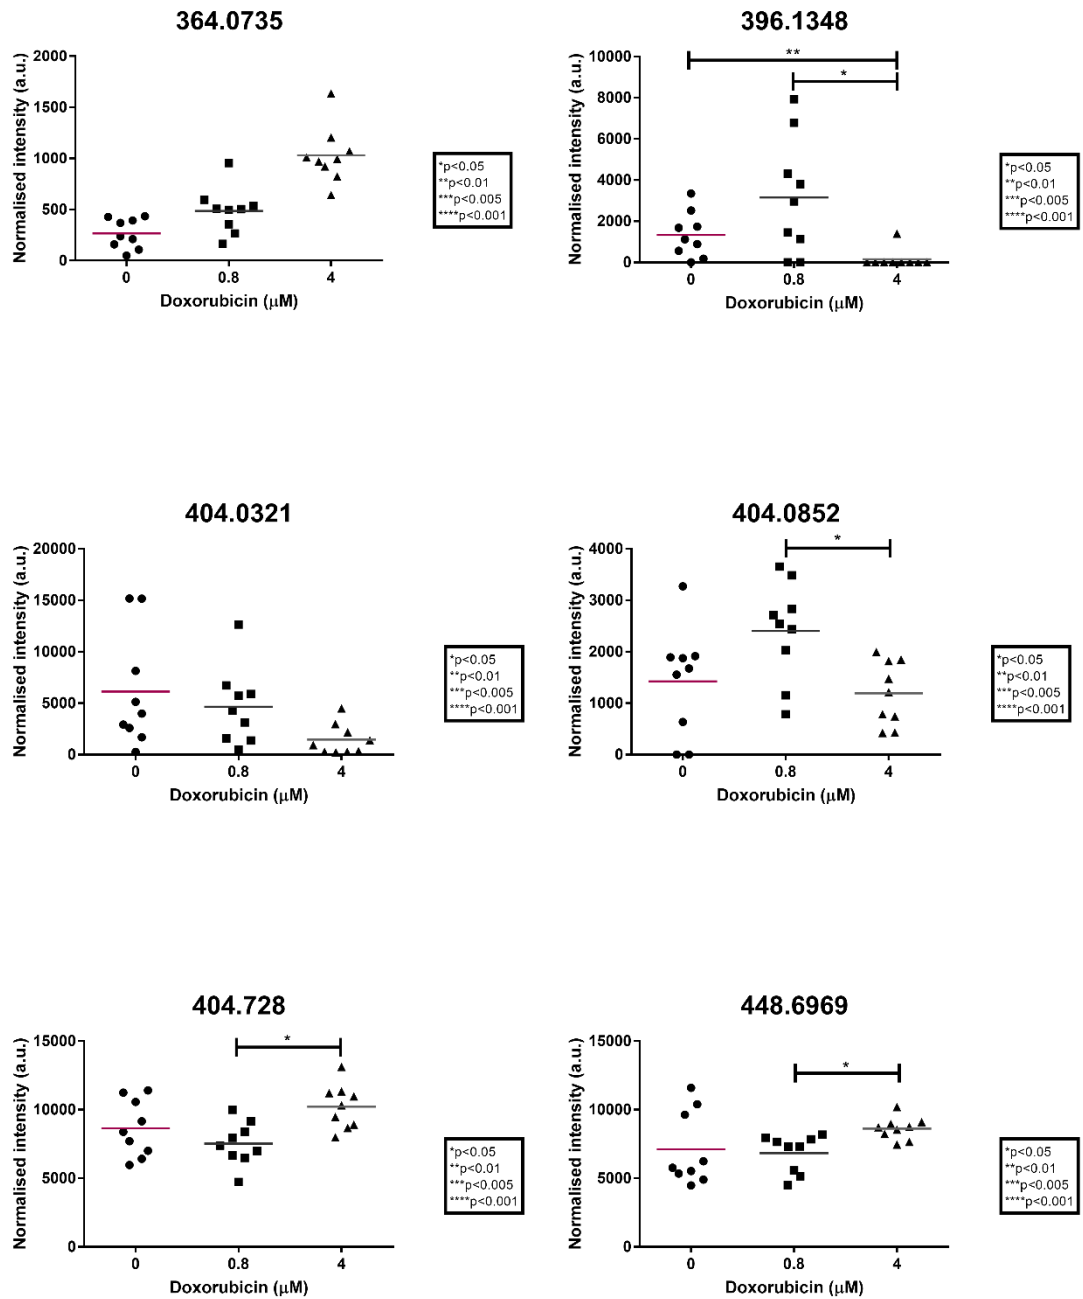 364.0735
Normalised intensity (a.u.)
2000
1500
1000
500
0
0 0.8 4
Doxorubicin (μM)
*p<0.05
**p<0.01
***p<0.005
****p<0.001
396.1348
Normalised intensity (a.u.)
10000
8000
6000
4000
2000
0
**
*
0 0.8 4
Doxorubicin (μM)
*p<0.05
**p<0.01
***p<0.005
****p<0.001
404.0321
Normalised intensity (a.u.)
20000
15000
10000
5000
0
0 0.8 4
Doxorubicin (μM)
*p<0.05
**p<0.01
***p<0.005
****p<0.001
404.0852
Normalised intensity (a.u.)
4000
3000
2000
1000
0
*
0 0.8 4
Doxorubicin (μM)
*p<0.05
**p<0.01
***p<0.005
****p<0.001
404.728
Normalised intensity (a.u.)
15000
10000
5000
0
*
0 0.8 4
Doxorubicin (μM)
*p<0.05
**p<0.01
***p<0.005
****p<0.001
448.6969
Normalised intensity (a.u.)
15000
10000
5000
0
*
0 0.8 4
Doxorubicin (μM)
*p<0.05
**p<0.01
***p<0.005
****p<0.001